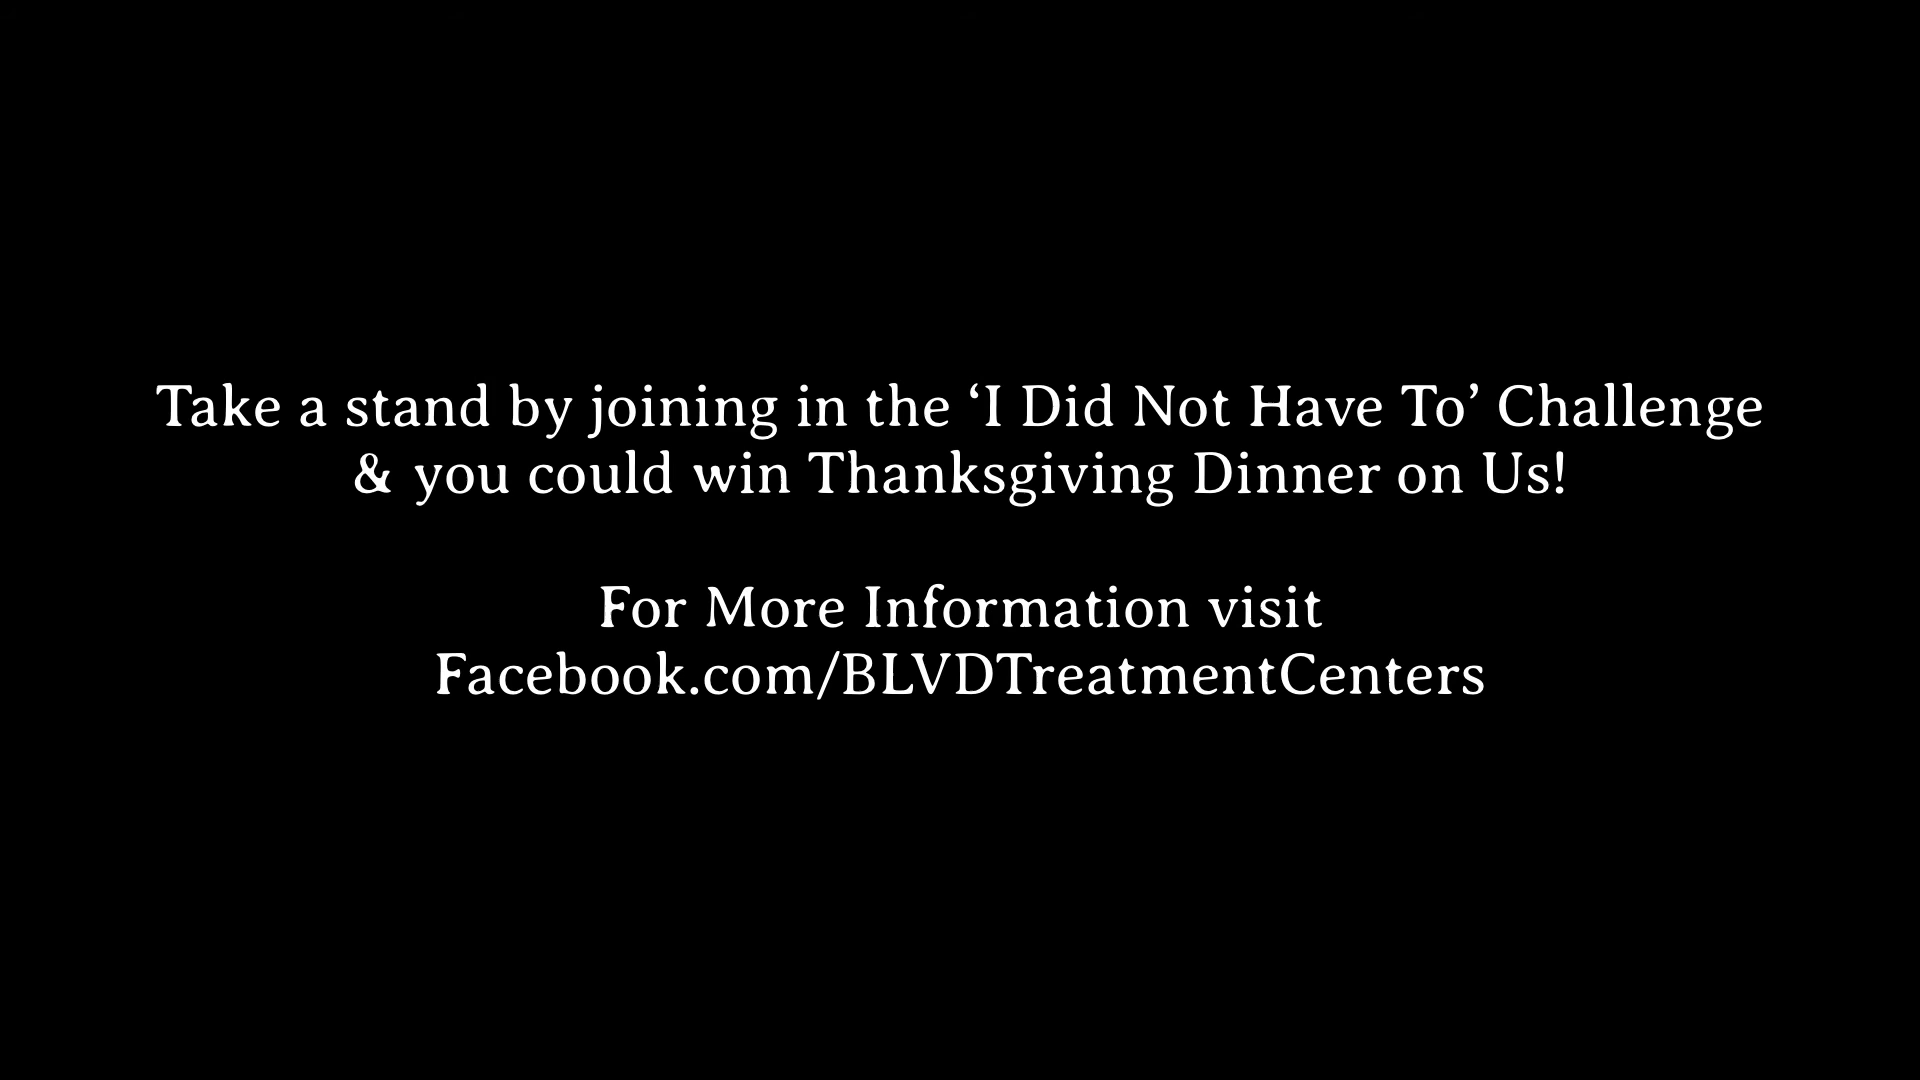 Take a stand by joining in the ‘I Did Not Have To’ Challenge
& you could win Thanksgiving Dinner on Us!
For More Information visit
Facebook.com/BLVDTreatmentCenters